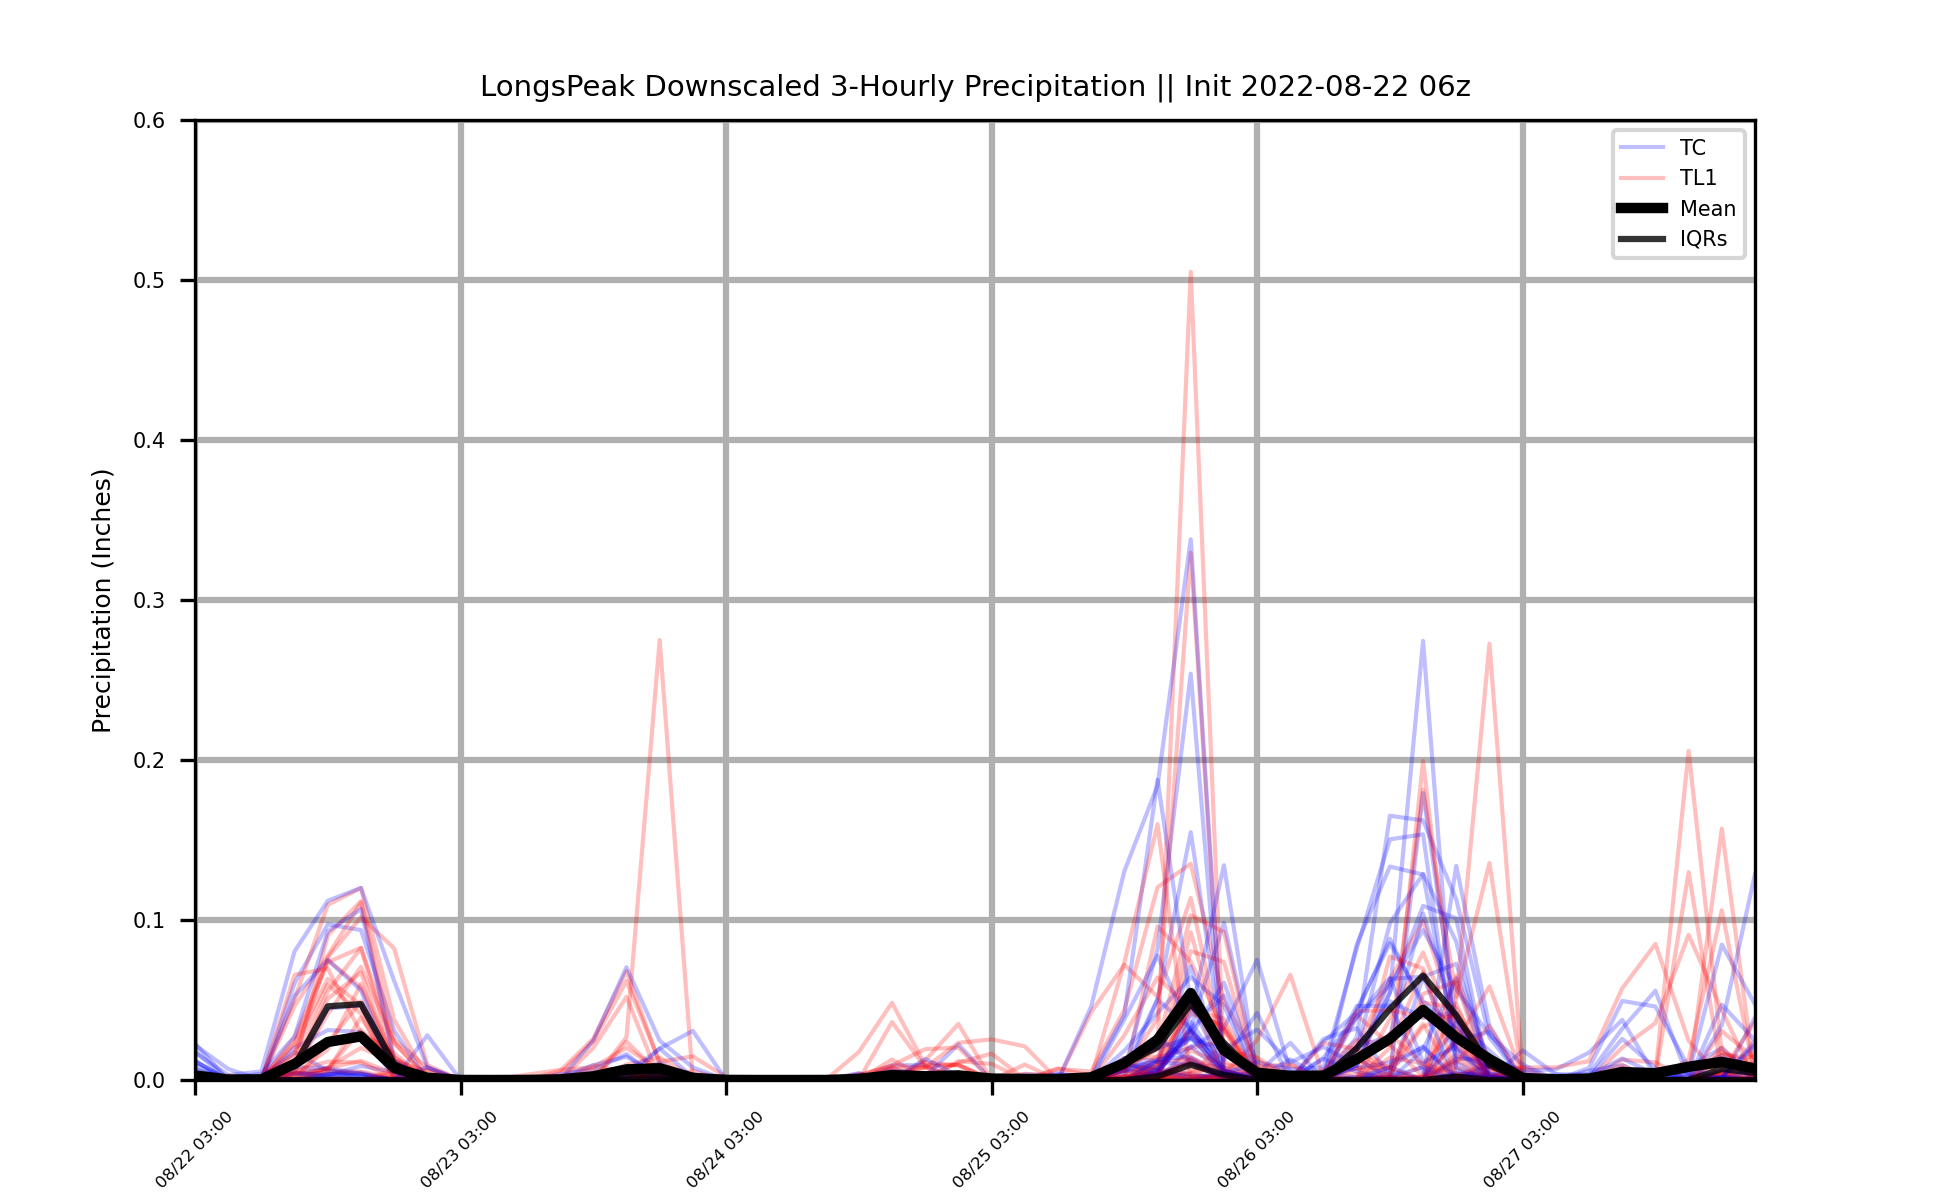 LongsPeak Downscaled 3-Hourly Precipitation || Init 2022-08-22 06z
TC
TL1
Mean
IQRs
Precipitation (Inches)
0.6
0.5
0.4
0.3
0.2
0.1
0.0
08/22 03:00
08/23 03:00
08/24 03:00
08/25 03:00
08/26 03:00
08/27 03:00